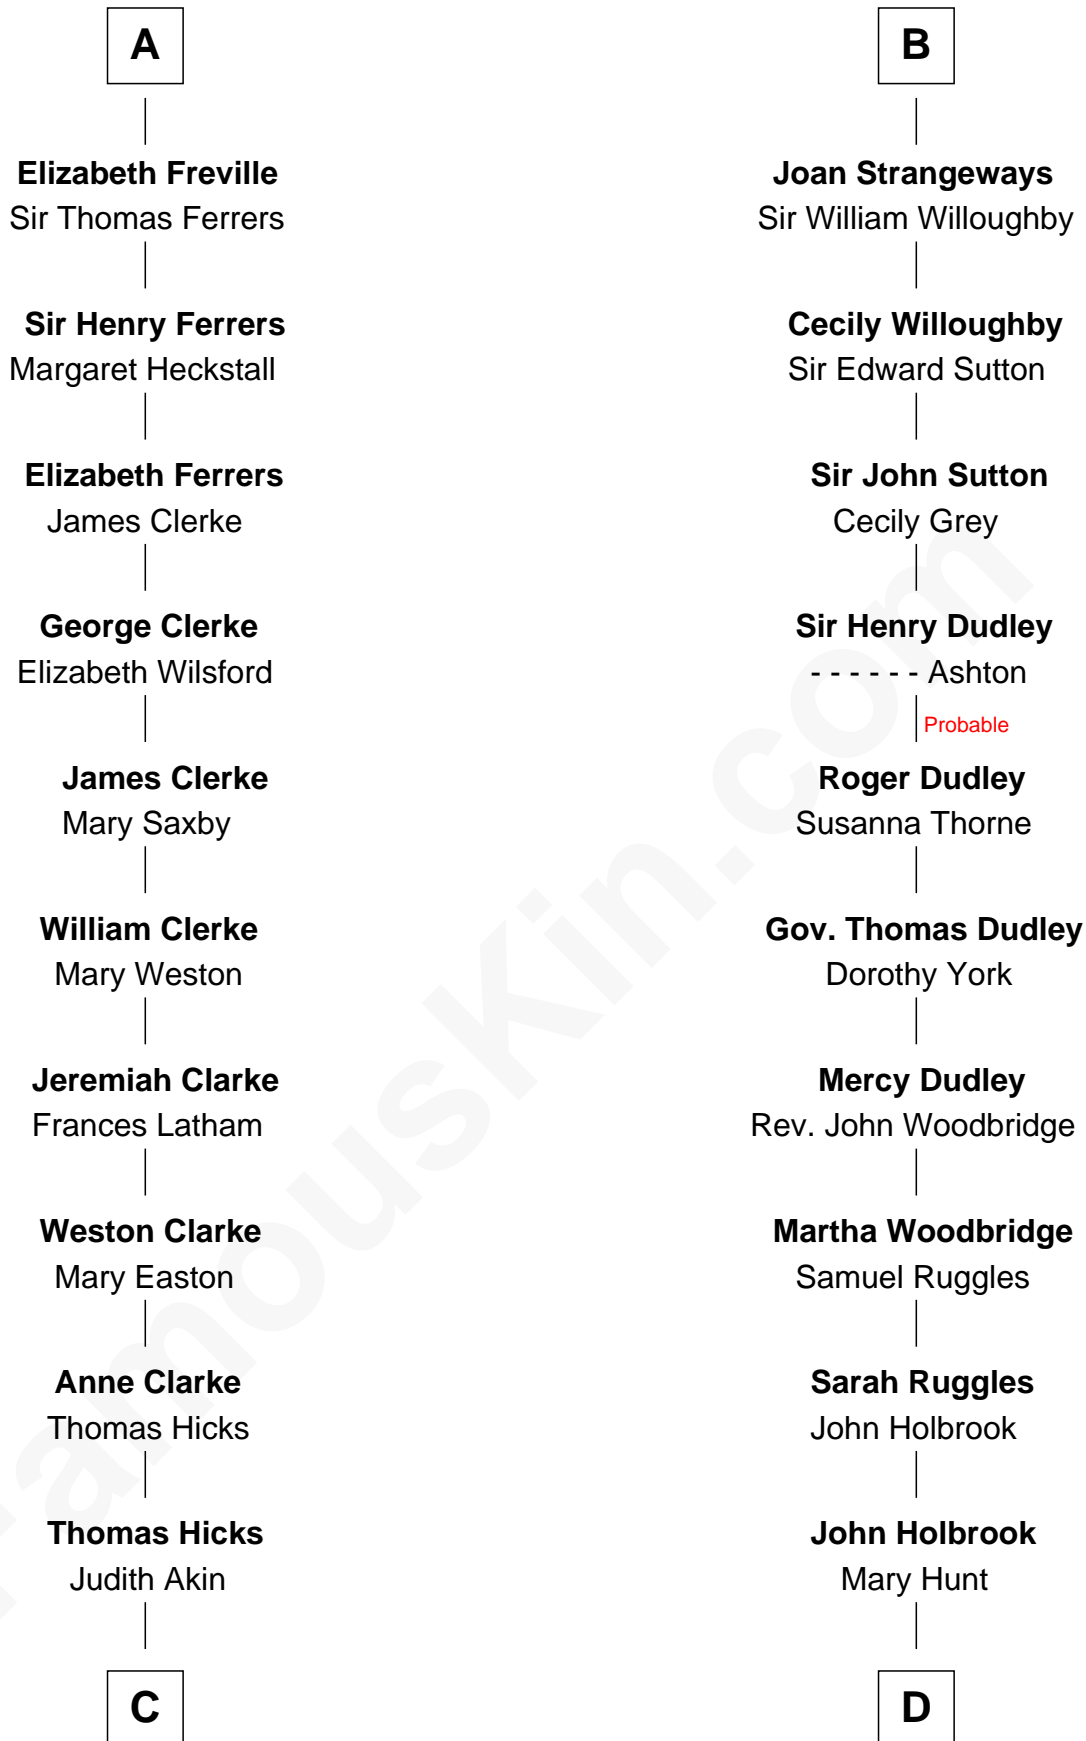 A
Elizabeth Freville
Sir Thomas Ferrers
Sir Henry Ferrers
Margaret Heckstall
Elizabeth Ferrers
James Clerke
George Clerke
Elizabeth Wilsford
James Clerke
Mary Saxby
William Clerke
Mary Weston
Jeremiah Clarke
Frances Latham
Weston Clarke
Mary Easton
Anne Clarke
Thomas Hicks
Thomas Hicks
Judith Akin
C
B
Joan Strangeways
Sir William Willoughby
Cecily Willoughby
Sir Edward Sutton
Sir John Sutton
Cecily Grey
Sir Henry Dudley
- - - - - - Ashton
Probable
Roger Dudley
Susanna Thorne
Gov. Thomas Dudley
Dorothy York
Mercy Dudley
Rev. John Woodbridge
Martha Woodbridge
Samuel Ruggles
Sarah Ruggles
John Holbrook
John Holbrook
Mary Hunt
D
FamousKin.com